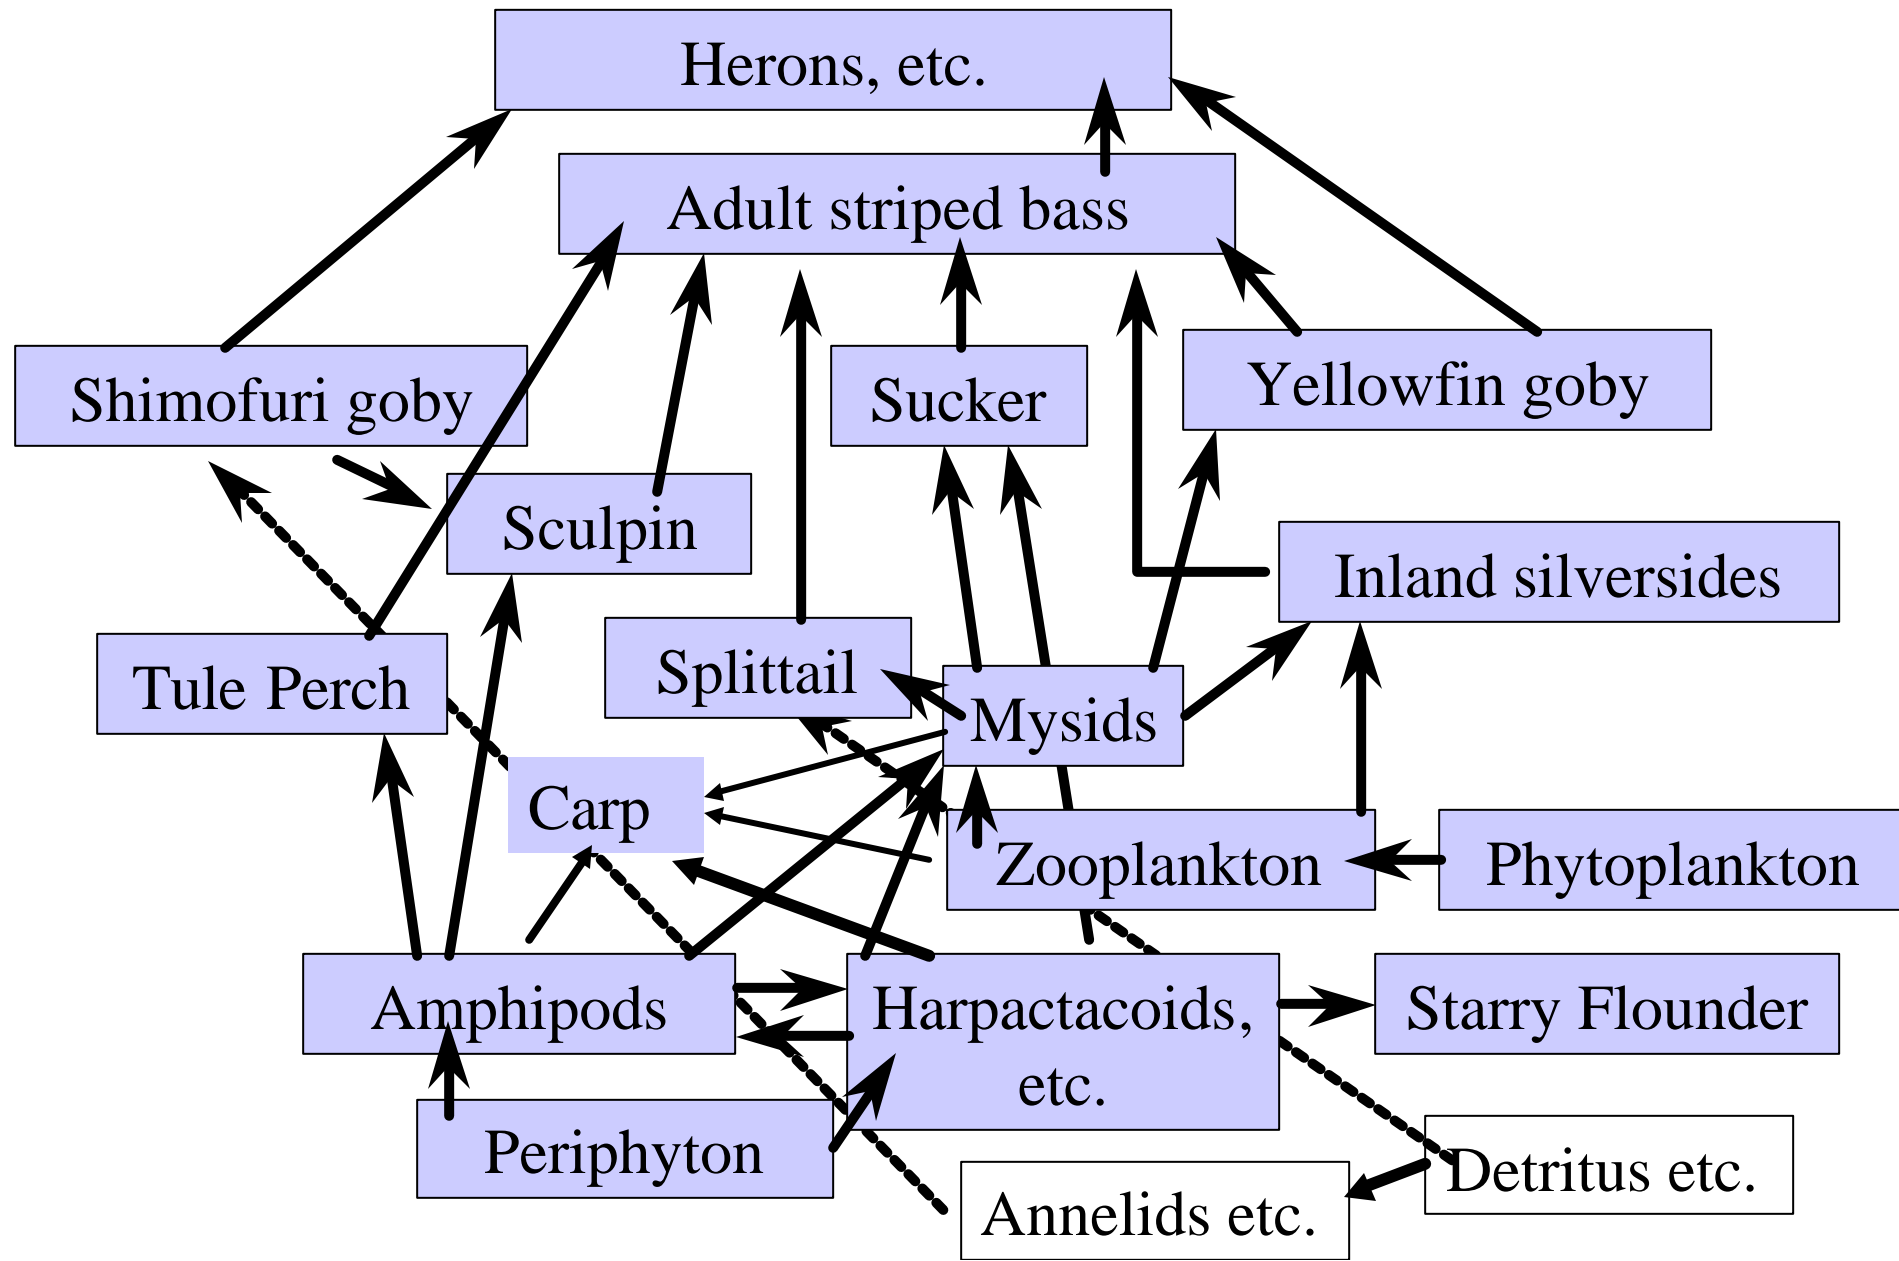 Herons, etc.
Adult striped bass
Shimofuri goby
Sucker
Yellowfin goby
Sculpin
Inland silversides
Tule Perch
Splittail
Mysids
Carp
Zooplankton
Phytoplankton
Amphipods
Harpactacoids,
etc.
Starry Flounder
Periphyton
Detritus etc.
Annelids etc.